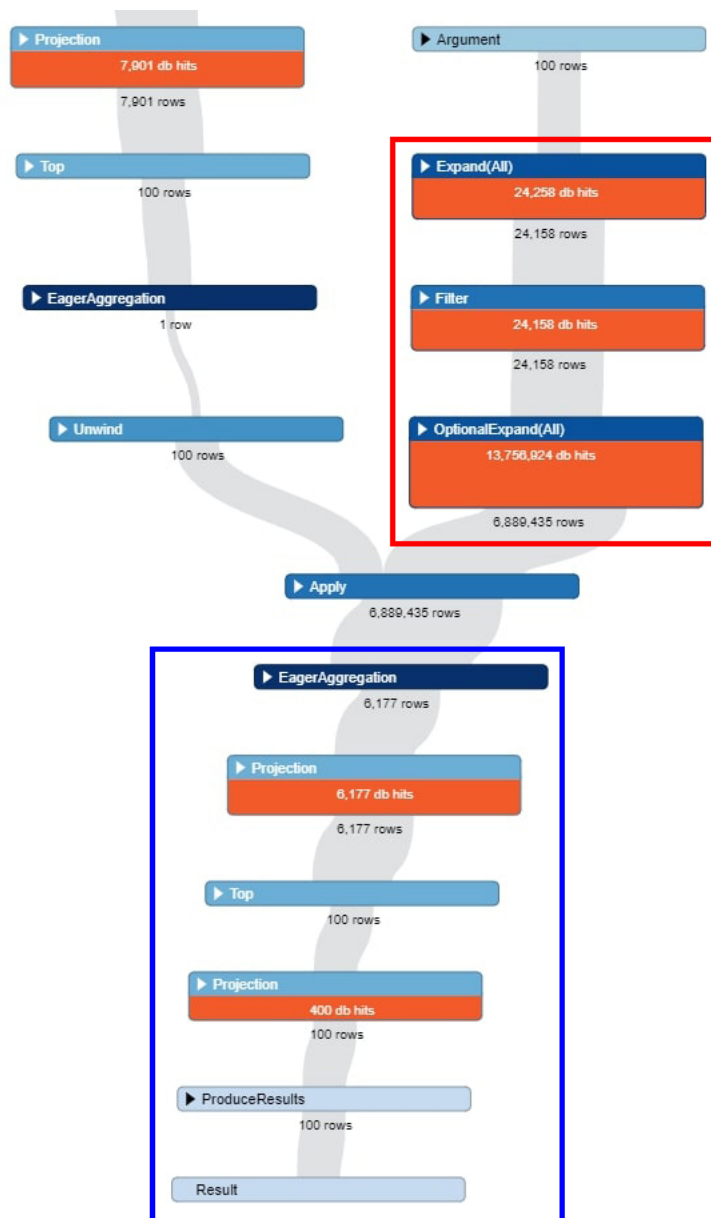 Projection
7,901 db hits
7,901 rows
Top
100 rows
EagerAggregation
1 row
Unwind
100 rows
Argument
100 rows
Expand(All)
24,258 db hits
24,158 rows
Filter
24,158 db hits
24,158 rows
OptionalExpand(All)
13,756,924 db hits
6,889,435 rows
Apply
6,889,435 rows
EagerAggregation
6,177 rows
Projection
6,177 db hits
6,177 rows
Top
100 rows
Projection
400 db hits
100 rows
ProduceResults
100 rows
Result